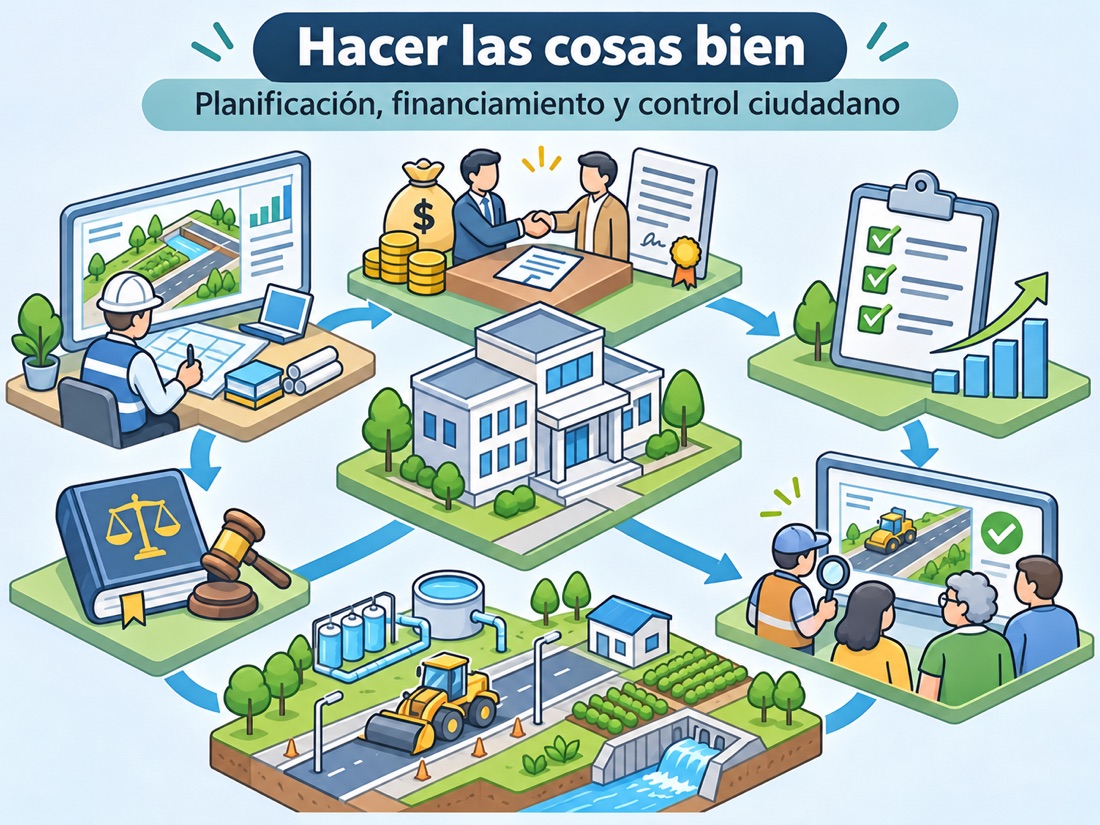 Hacer las cosas bien
Planificación, financiamiento y control ciudadano
$